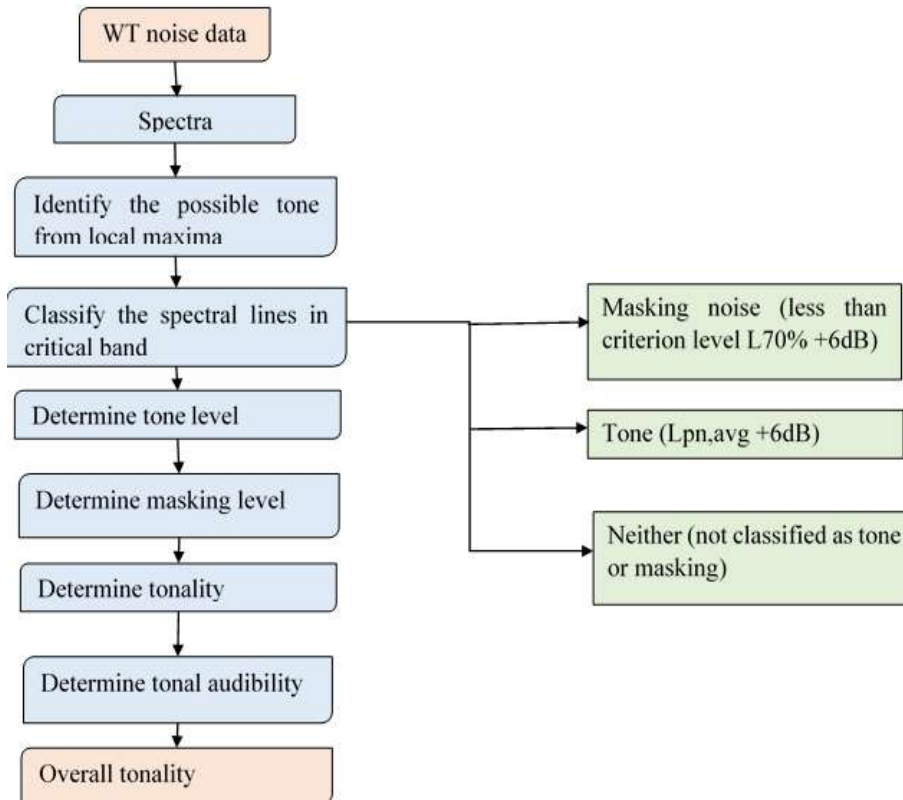 WT noise data
Spectra
Identify the possible tone
from local maxima
Classify the spectral lines in
critical band
Determine tone level
Determine masking level
Determine tonality
Determine tonal audibility
Overall tonality
Masking noise (less than
criterion level L70% +6dB)
Tone (Lpn,avg +6dB)
Neither (not classified as tone
or masking)